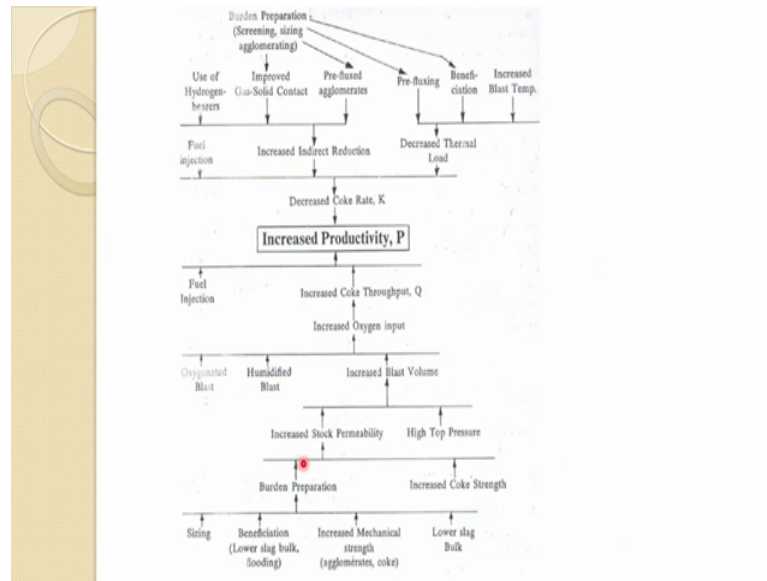 Burden Preparation
(Screening, sizing
agglomerating)
Use of
Hydrogen-
bearers
Improved
Gas-Solid Contact
Pre-fluxed
agglomerates
Pre-fluxing
Benefi-
ciation
Increased
Blast Temp.
Fuel
injection
Increased Indirect Reduction
Decreased Thermal
Load
Decreased Coke Rate, K
Increased Productivity, P
Fuel
Injection
Increased Coke Throughput, Q
Increased Oxygen input
Oxygenated
Blast
Humidified
Blast
Increased Blast Volume
Increased Stock Permeability
High Top Pressure
Burden Preparation
Increased Coke Strength
Sizing
Beneficiation
(Lower slag bulk,
flooding)
Increased Mechanical
strength
(agglomerates, coke)
Lower slag
Bulk